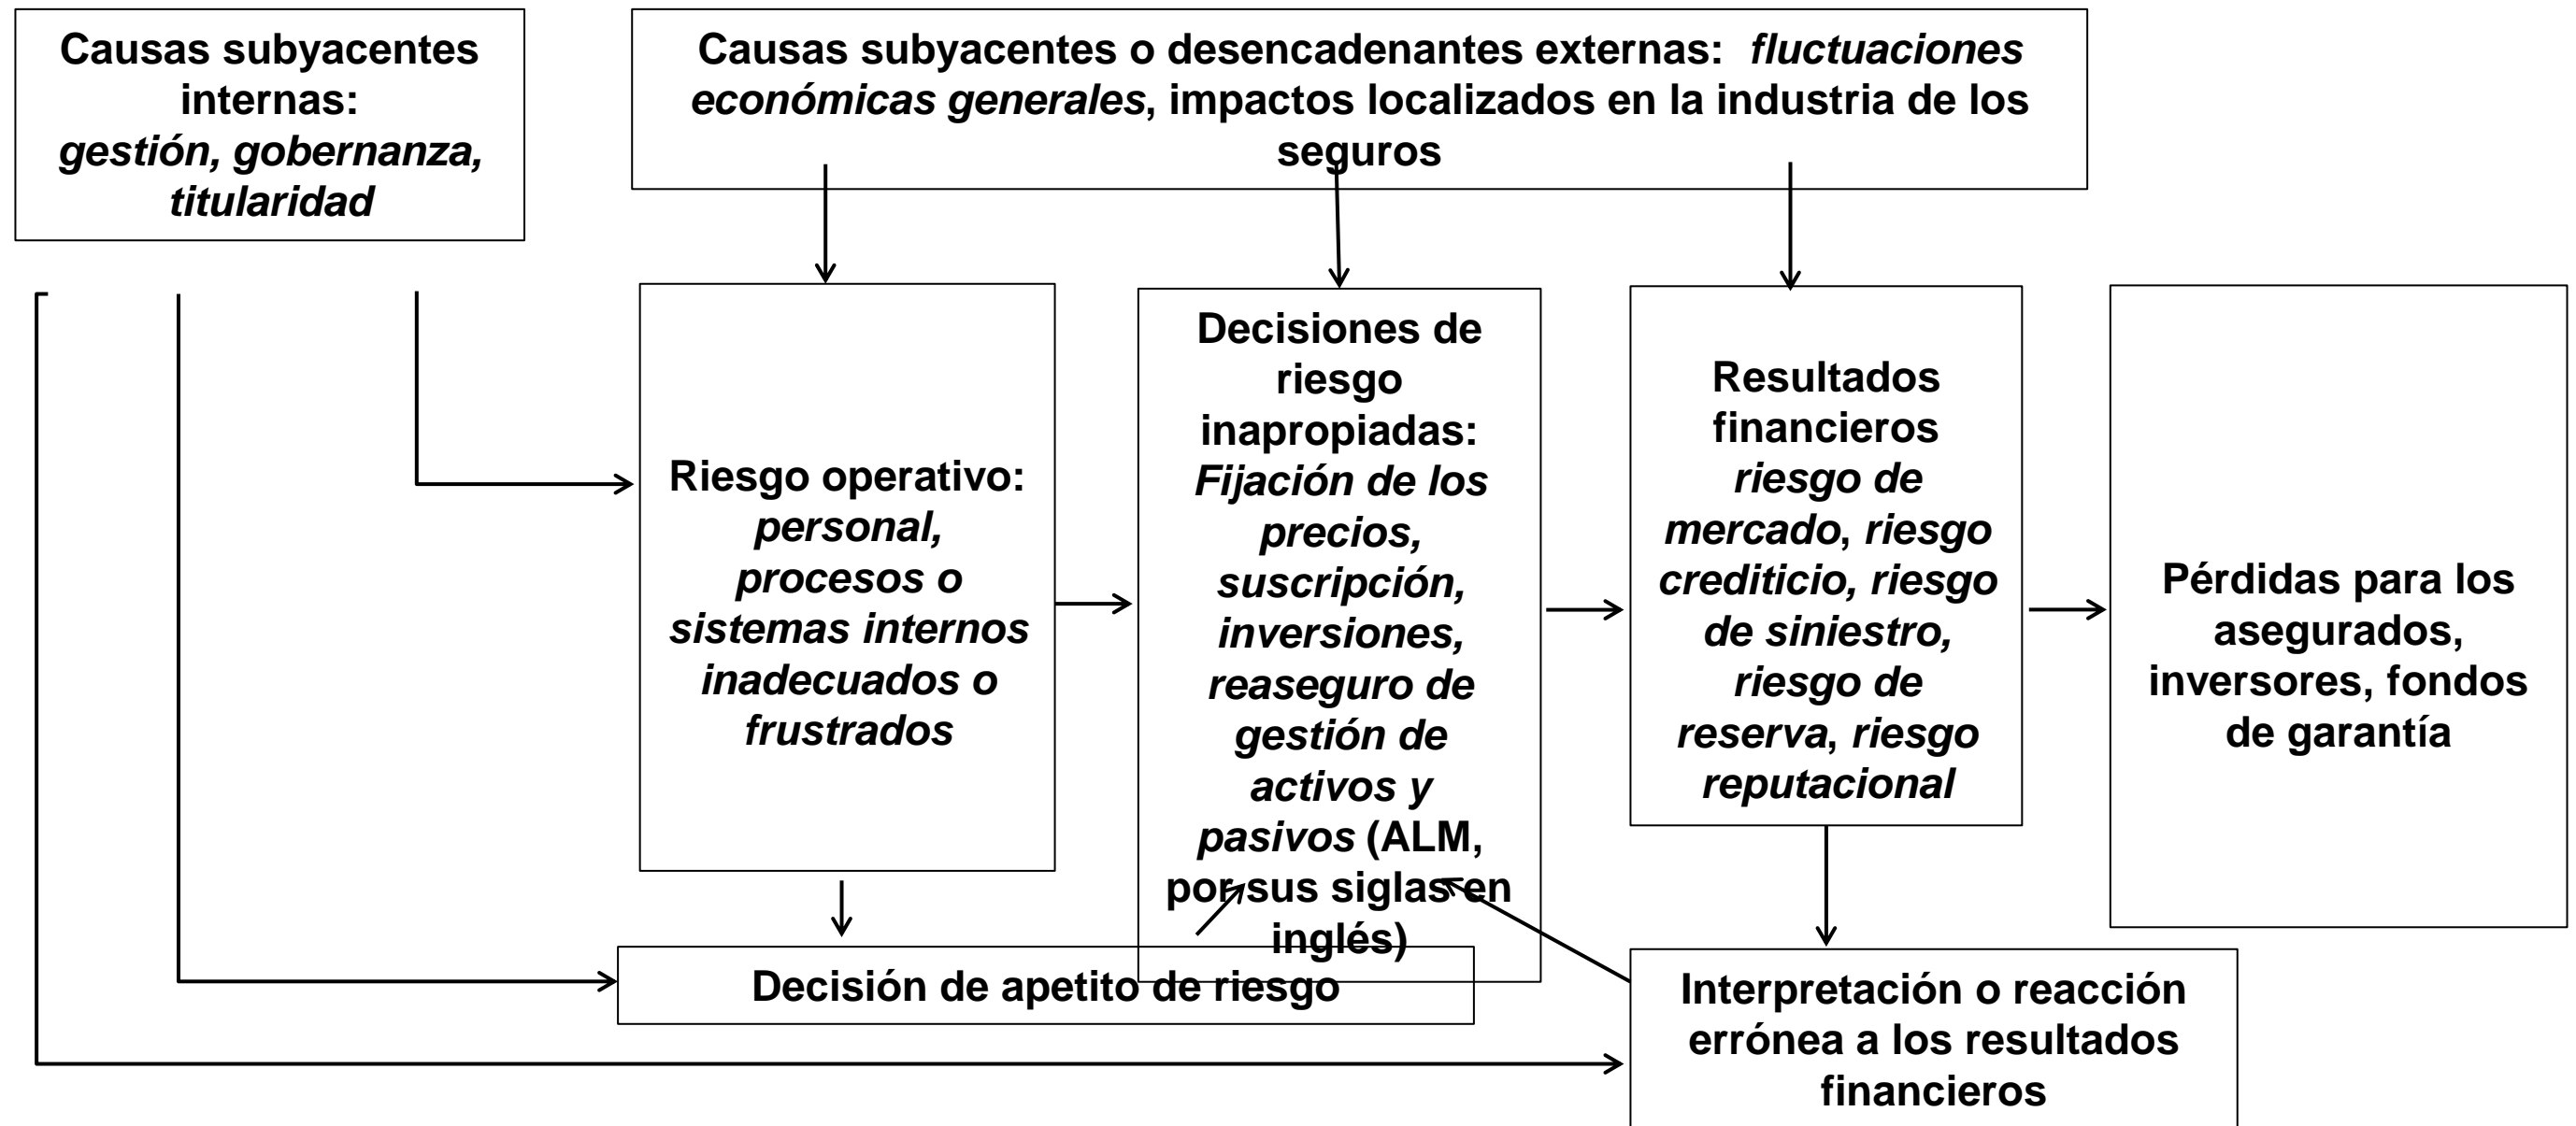 Causas subyacentes
internas:
gestión, gobernanza,
titularidad
Causas subyacentes o desencadenantes externas: fluctuaciones
económicas generales, impactos localizados en la industria de los
seguros
Riesgo operativo:
personal,
procesos o
sistemas internos
inadecuados o
frustrados
Decisiones de
riesgo
inapropiadas:
Fijación de los
precios,
suscripción,
inversiones,
reaseguro de
gestión de
activos y
pasivos (ALM,
por sus siglas en
inglés)
Resultados
financieros
riesgo de
mercado, riesgo
crediticio, riesgo
de siniestro,
riesgo de
reserva, riesgo
reputacional
Pérdidas para los
asegurados,
inversores, fondos
de garantía
Decisión de apetito de riesgo
Interpretación o reacción
errónea a los resultados
financieros